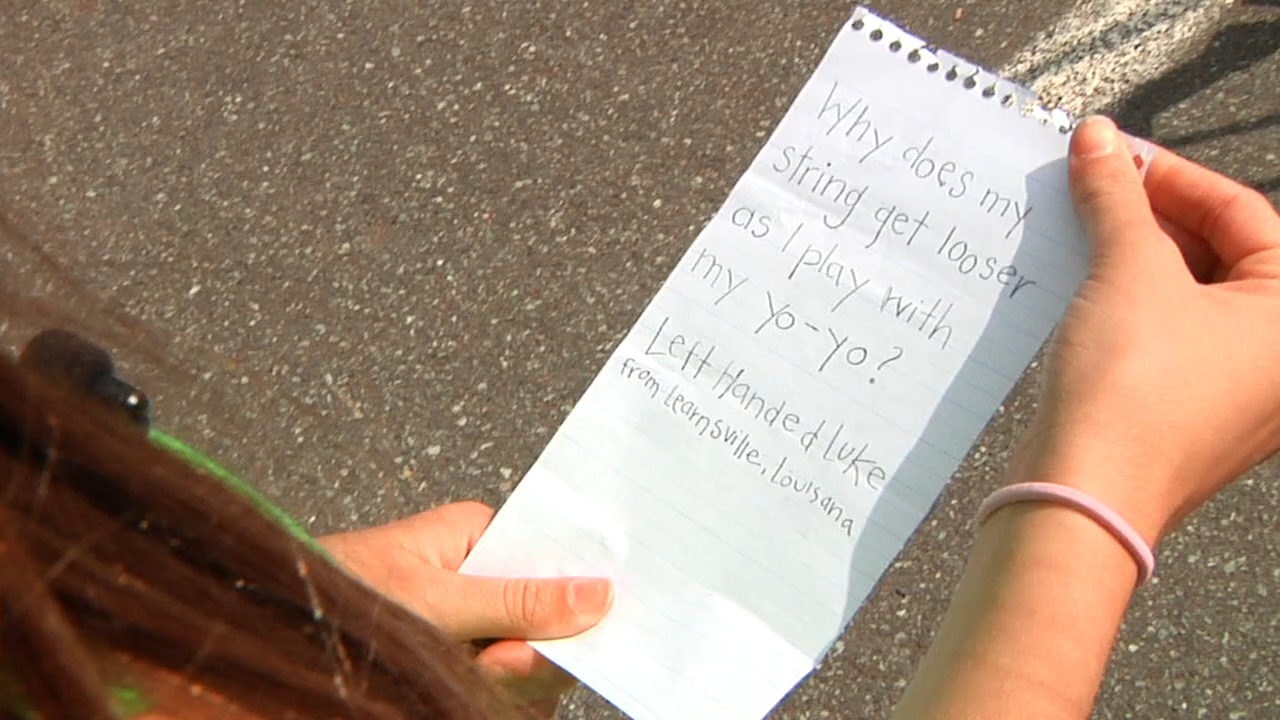 Why does my
string get looser
as I play with
my yo-yo?
Left Handed Luke
from Learnsville, Louisana